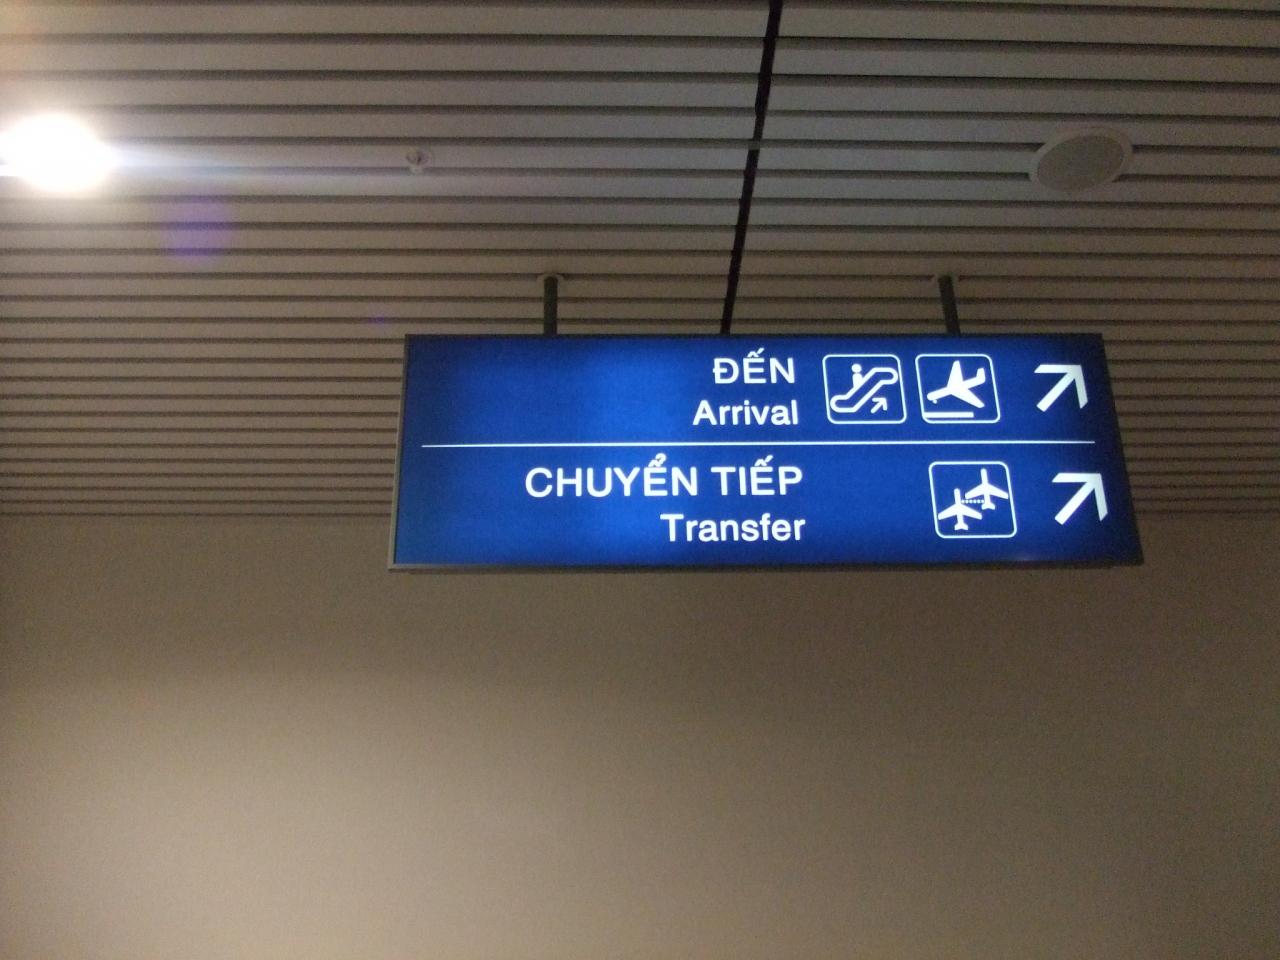 ĐẾN
Arrival
CHUYỂN TIẾP
Transfer